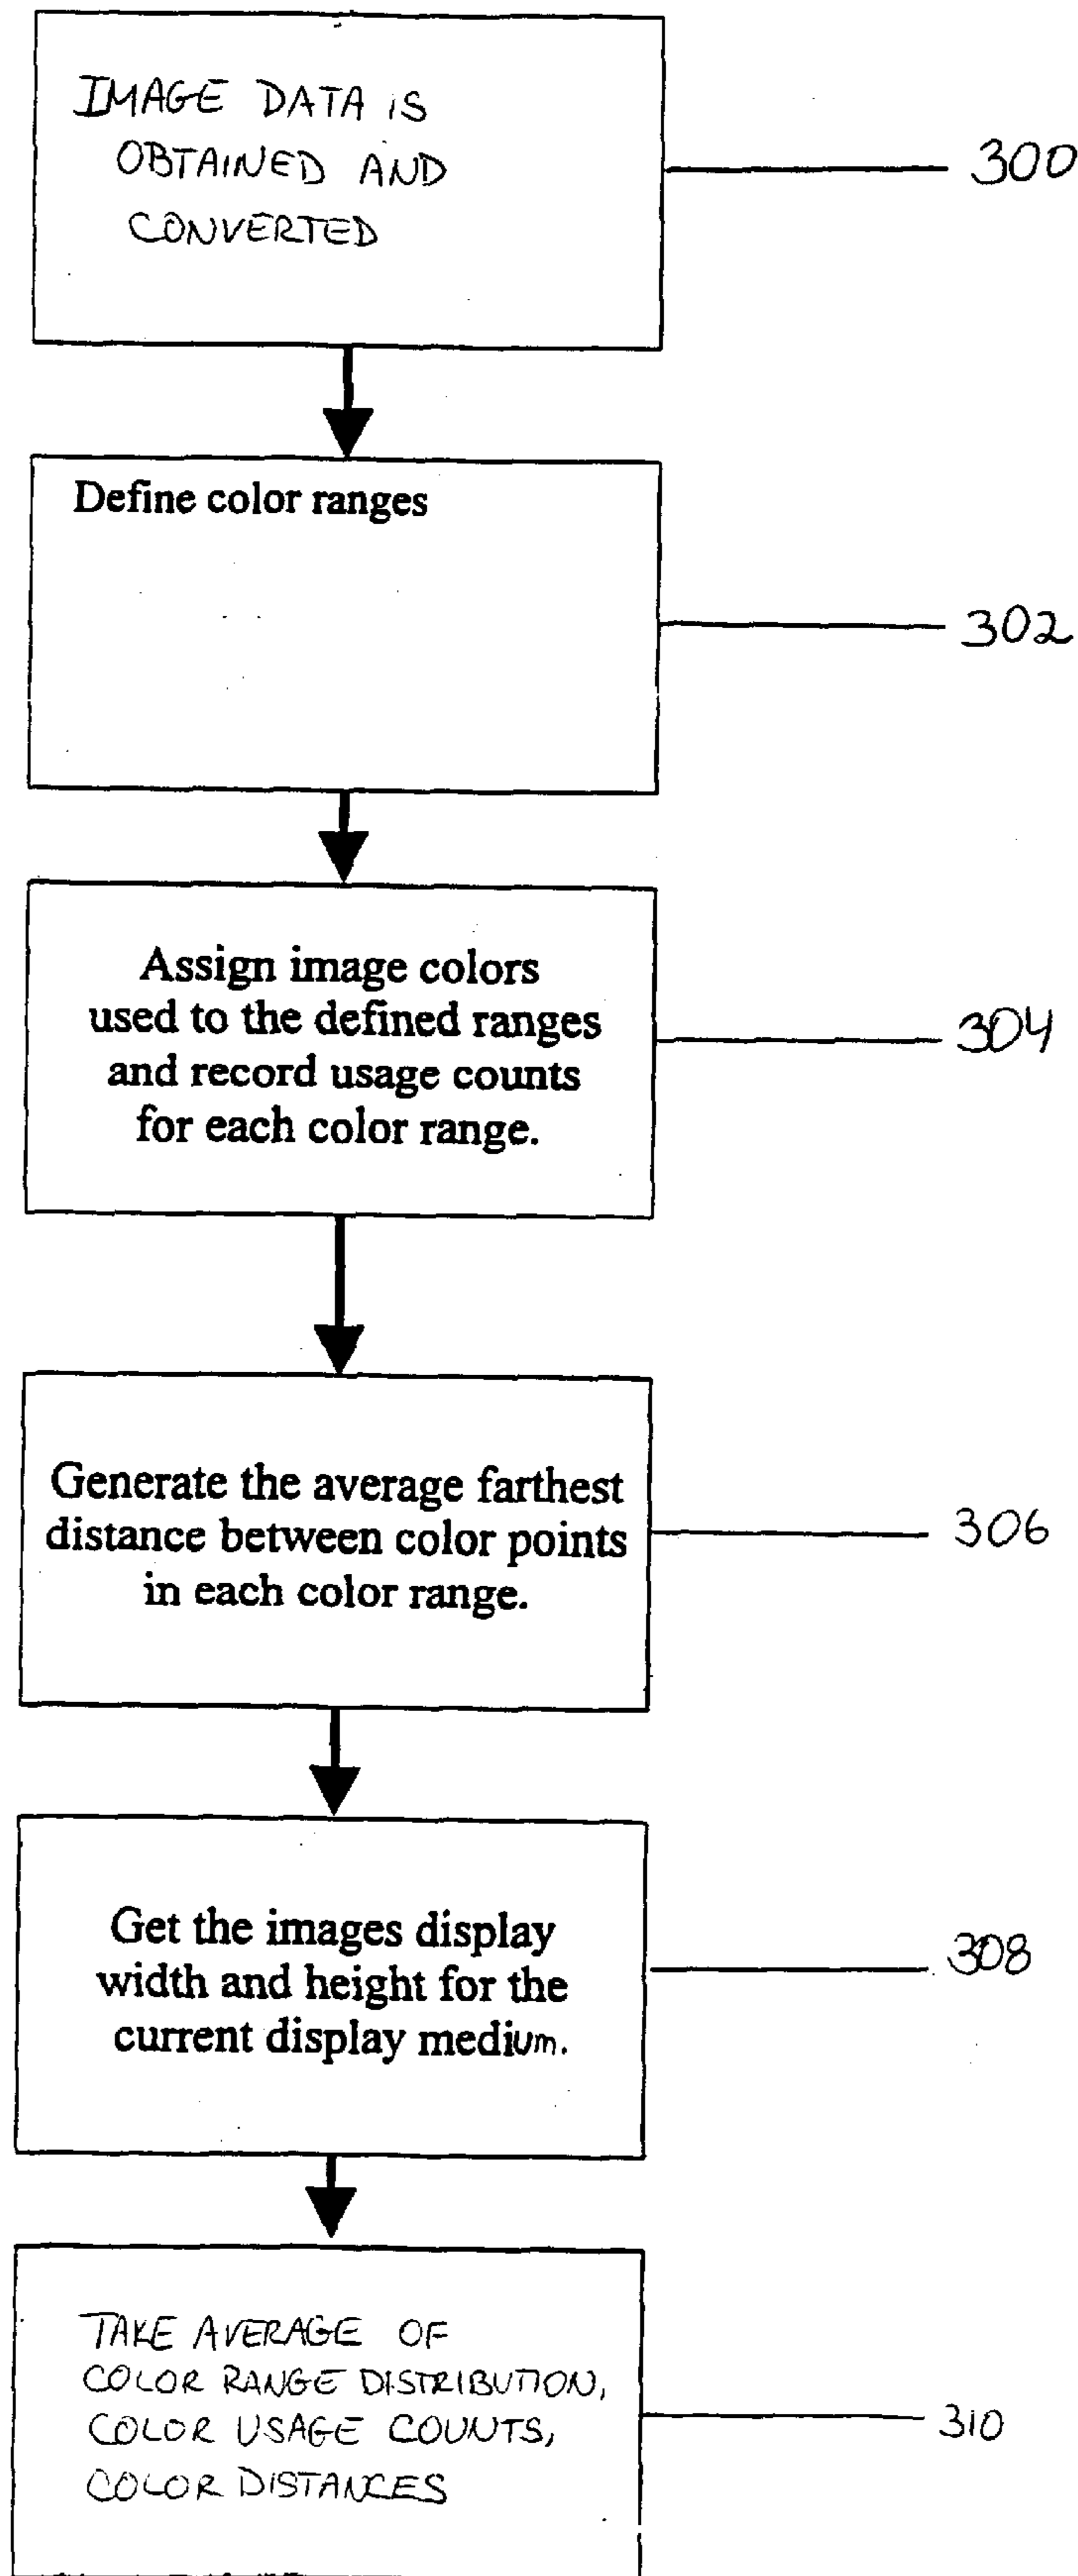 IMAGE DATA iS
OBTAINED AND
CONVERTED
300
Define color ranges
302
Assign image colors
used to the defined ranges
and record usage counts
for each color range.
304
Generate the average farthest
distance between color points
in each color range.
306
Get the images display
width and height for the
current display medium.
308
TAKE AVERAGE OF
COLOR RANGE DISTRIBUTION,
COLOR USAGE COUNTS,
COLOR DISTANCES
310